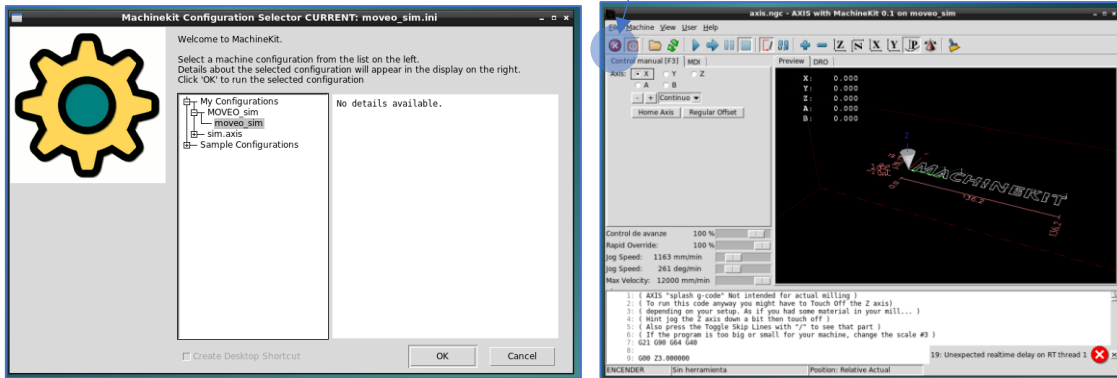 Machinekit Configuration Selector CURRENT: moveo_sim.ini
Welcome to MachineKit.
Select a machine configuration from the list on the left.
Details about the selected configuration will appear in the display on the right.
Click 'OK' to run the selected configuration
My Configurations
MOVEO_sim
moveo_sim
sim.axis
Sample Configurations
No details available.
Create Desktop Shortcut
OK
Cancel
axis.ngc - AXIS with MachineKit 0.1 on moveo_sim
File Machine View User Help
Z N X Y P
Control manual [F3] MDI
Preview DRO
Axis: X Y Z
A B
- + Continuo
Home Axis Regular Offset
X: 0.000
Y: 0.000
Z: 0.000
A: 0.000
B: 0.000
Z
MACHINEKIT
0.0
136.2
136.2
Control de avanze 100 %
Rapid Override: 100 %
Jog Speed: 1163 mm/min
Jog Speed: 261 deg/min
Max Velocity: 12000 mm/min
1: ( AXIS "splash g-code" Not intended for actual milling )
2: ( To run this code anyway you might have to Touch Off the Z axis)
3: ( depending on your setup. As if you had some material in your mill... )
4: ( Hint jog the Z axis down a bit then touch off )
5: ( Also press the Toggle Skip Lines with "/" to see that part )
6: ( If the program is too big or small for your machine, change the scale #3 )
7: G21 G90 G64 G40
8:
9: G00 Z3.000000
19: Unexpected realtime delay on RT thread 1
ENCENDER Sin herramienta Position: Relative Actual